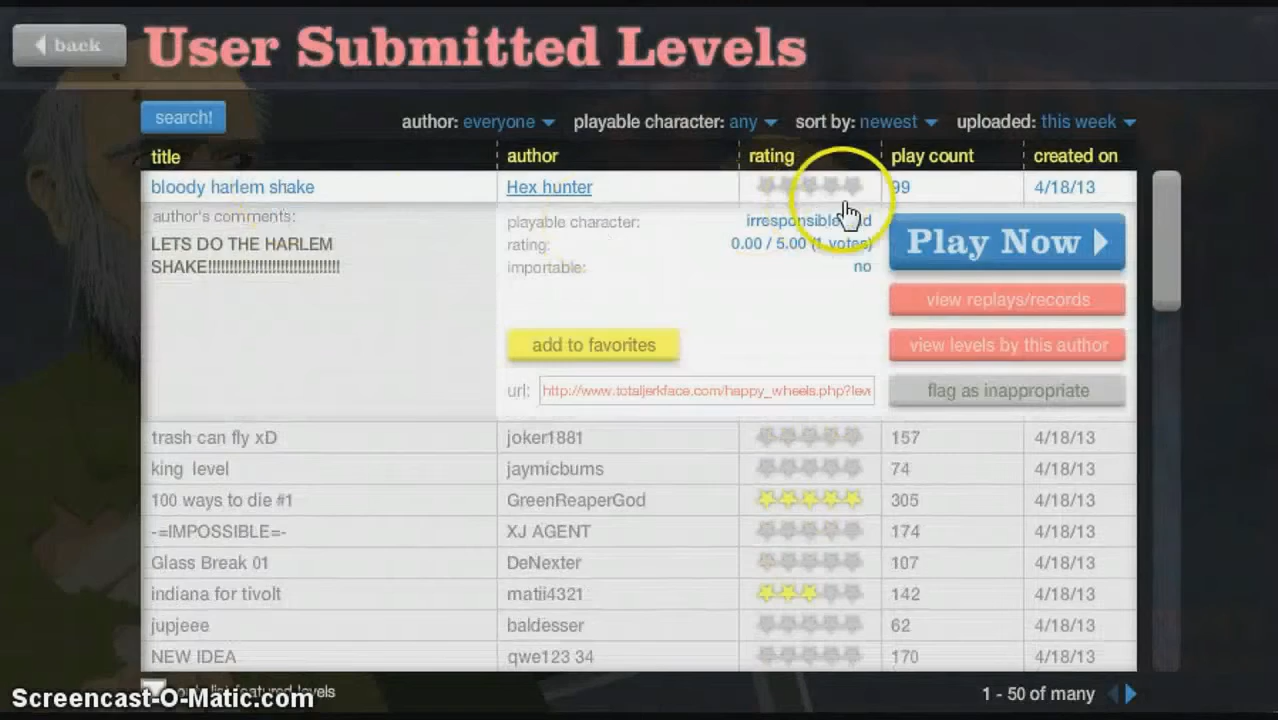 back
User Submitted Levels
search!
author: everyone playable character: any sort by: newest uploaded: this week
title author rating play count created on
bloody harlem shake Hex hunter 99 4/18/13
author's comments:
LETS DO THE HARLEM
SHAKE!!!!!!!!!!!!!!!!!!!!!!!!!!!!!!!!
playable character: irresponsible
rating: 0.00 / 5.00 (1 votes)
importable: no
Play Now
view replays/records
add to favorites
view levels by this author
url: http://www.totaljerkface.com/happy_wheels.php?leve
flag as inappropriate
trash can fly xD joker1881 157 4/18/13
king level jaymicbums 74 4/18/13
100 ways to die #1 GreenReaperGod 305 4/18/13
-=IMPOSSIBLE=- XJ AGENT 174 4/18/13
Glass Break 01 DeNexter 107 4/18/13
indiana for tivolt matii4321 142 4/18/13
jupjeee baldesser 62 4/18/13
NEW IDEA qwe123 34 170 4/18/13
featured levels
Screencast-O-Matic.com
1 - 50 of many